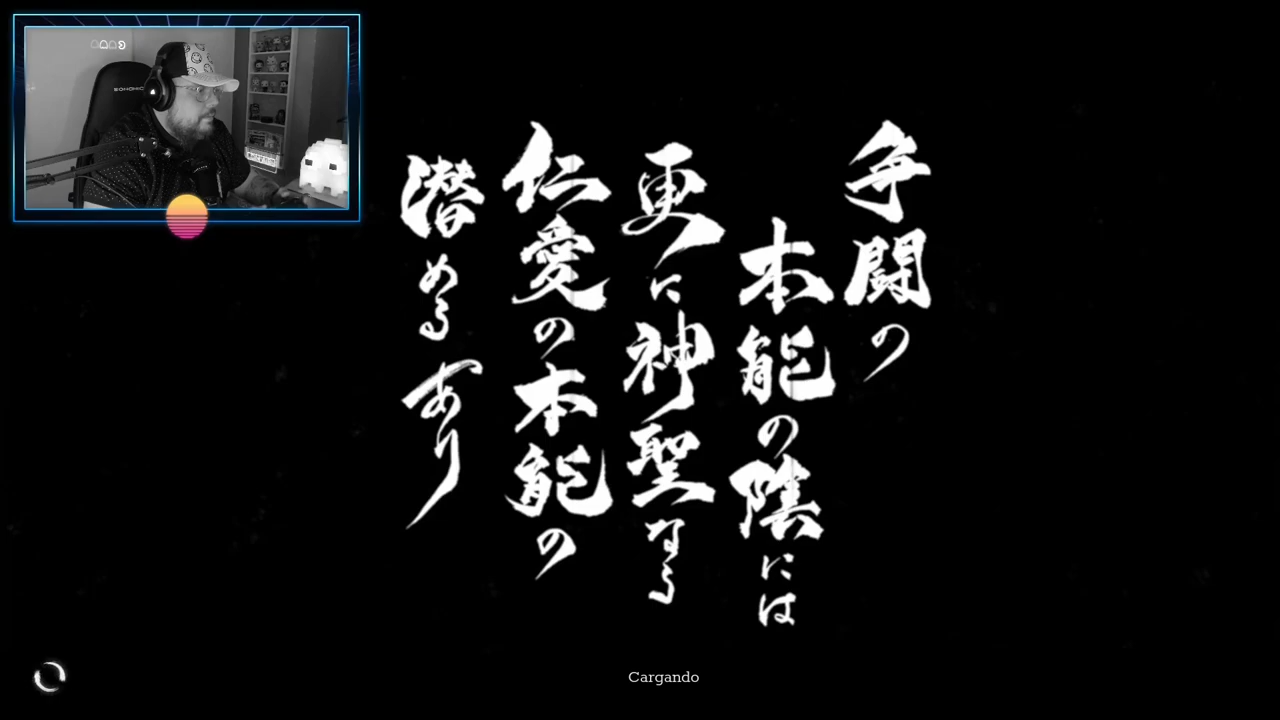 争闘の
本能の陰には
更に神聖なる
仁愛の本能の
潜めるあり
Cargando